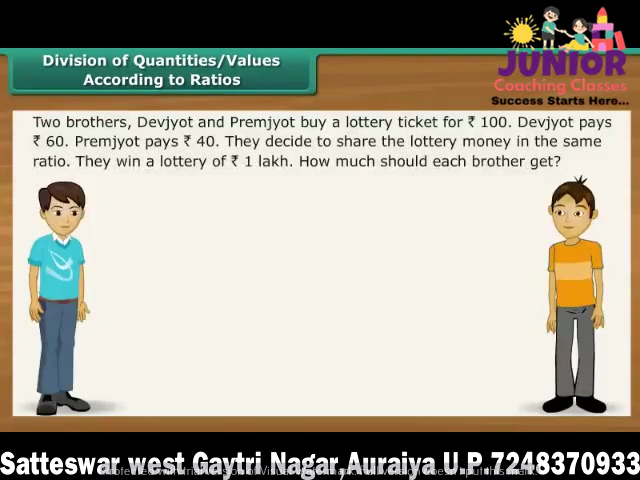 Division of Quantities/Values
According to Ratios
JUNIOR
Coaching Classes
Success Starts Here...
Two brothers, Devjyot and Premjyot buy a lottery ticket for ₹ 100. Devjyot pays
₹ 60. Premjyot pays ₹ 40. They decide to share the lottery money in the same
ratio. They win a lottery of ₹ 1 lakh. How much should each brother get?
Satteswar west Gaytri Nagar,Auraiya U.P.7248370933